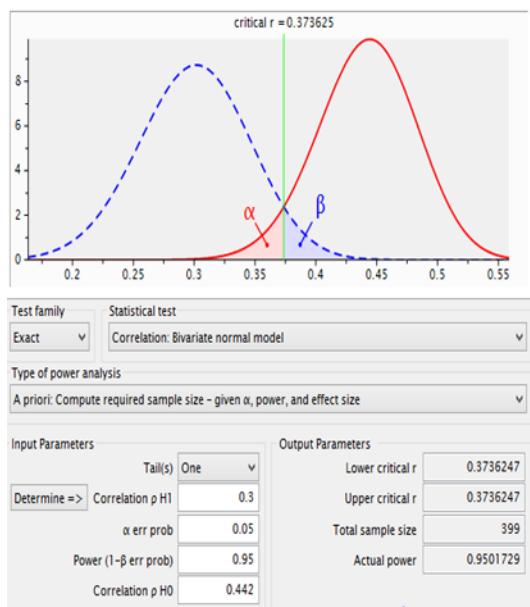 critical r = 0.373625
8
6
4
2
0
α
β
0.2 0.25 0.3 0.35 0.4 0.45 0.5 0.55
Test family Statistical test
Exact Correlation: Bivariate normal model
Type of power analysis
A priori: Compute required sample size – given α, power, and effect size
Input Parameters Output Parameters
Tail(s) One Lower critical r 0.3736247
Determine => Correlation ρ H1 0.3 Upper critical r 0.3736247
α err prob 0.05 Total sample size 399
Power (1-β err prob) 0.95 Actual power 0.9501729
Correlation ρ H0 0.442